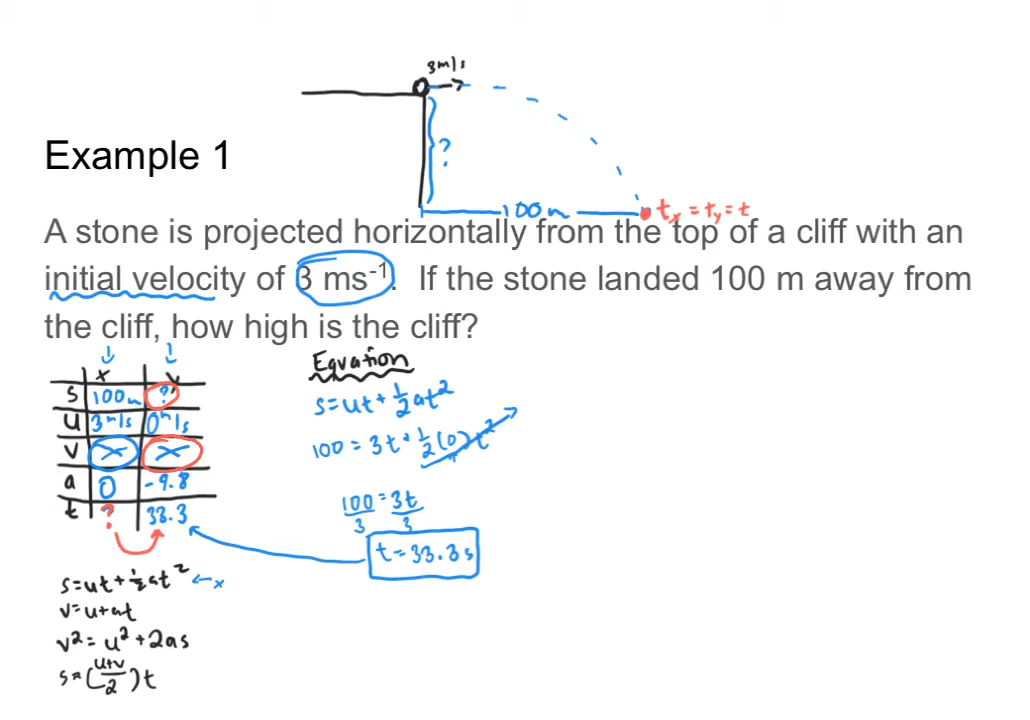 3m/s
?
100m
tx = ty = t
Example 1
A stone is projected horizontally from the top of a cliff with an
initial velocity of 3 ms⁻¹. If the stone landed 100 m away from
the cliff, how high is the cliff?
x y
s 100m ?
u 3m/s 0m/s
v × ×
a 0 -9.8
t ? 33.3
s=ut+½at² ←x
v=u+at
v²=u²+2as
s=(u+v/2)t
Equation
s=ut+½at²
100=3t+½(0)t²
100/3=3t/3
t=33.3s